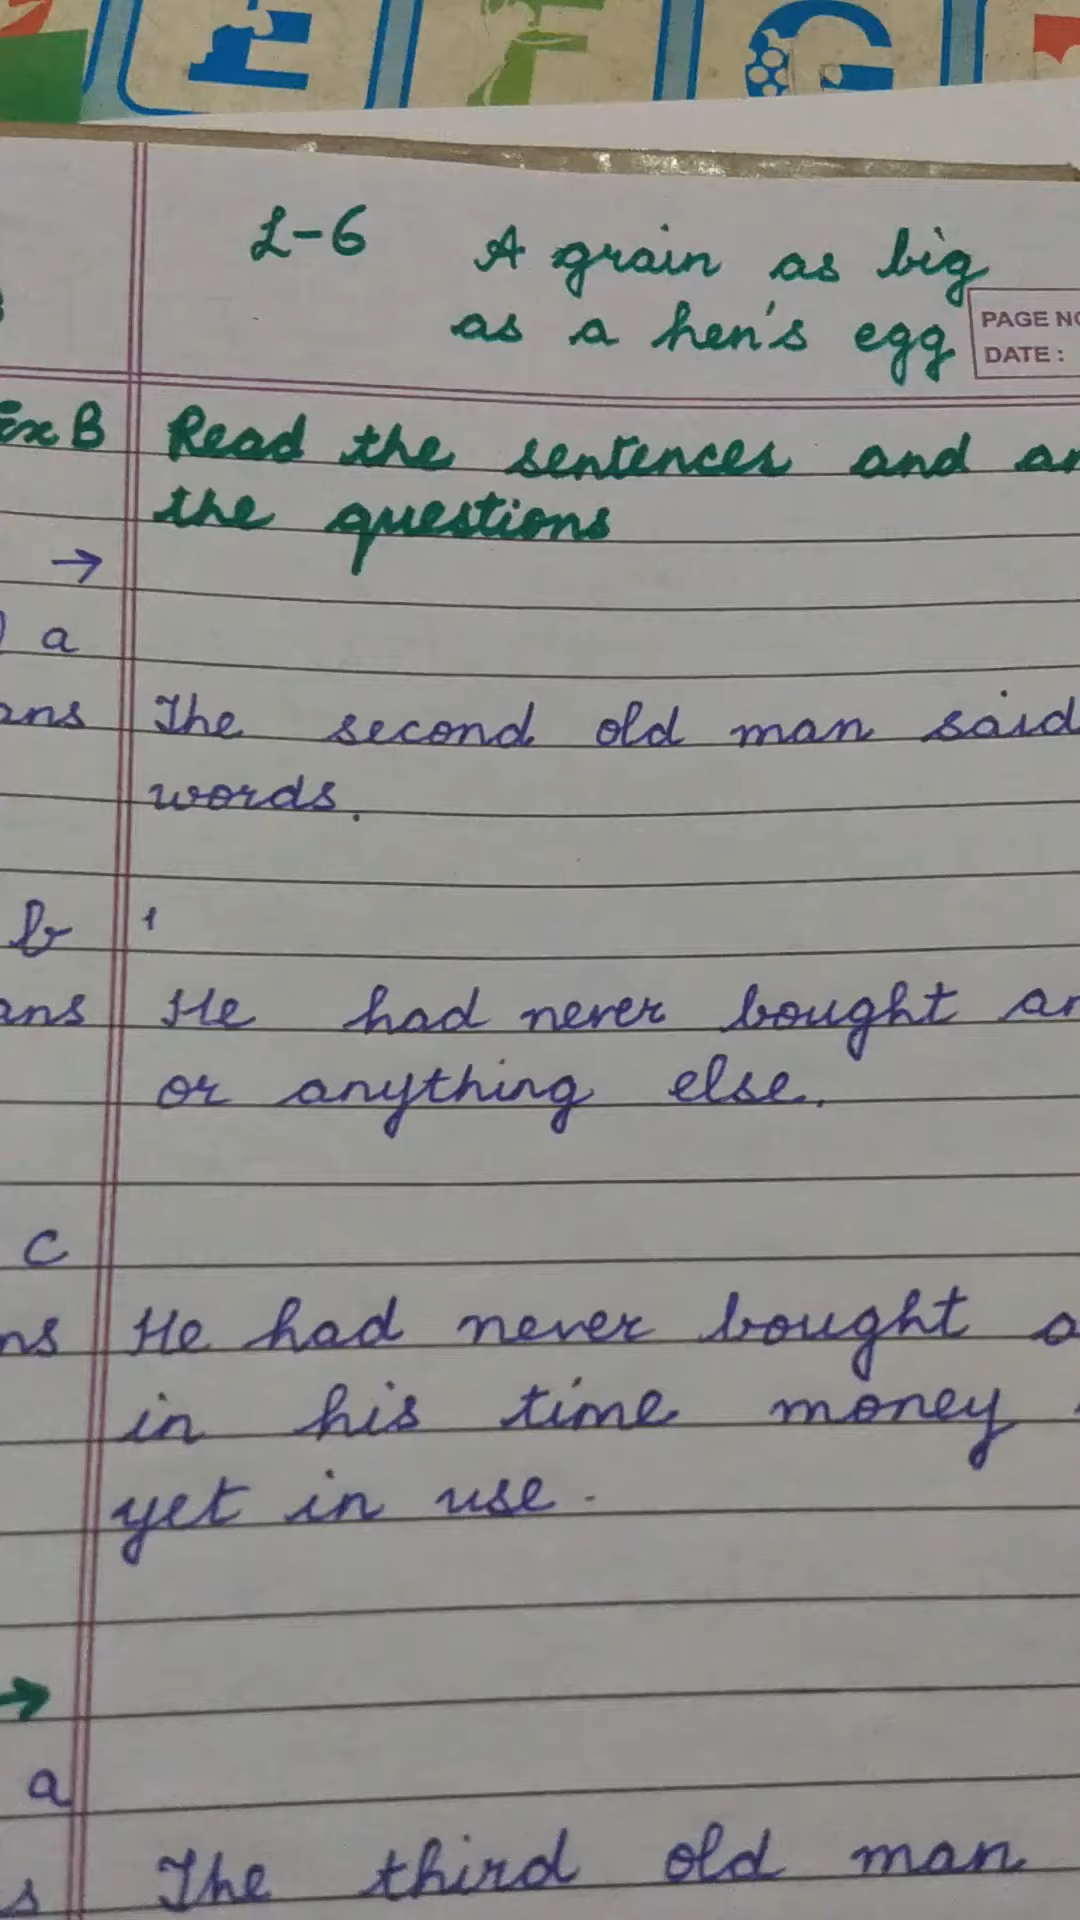 E F G
L-6 A grain as big
as a hen's egg
PAGE NO
DATE :
Ex B Read the sentences and
the questions
→
a
ans The second old man said
words.
b
ans He had never bought
or anything else.
c
ns He had never bought
in his time money
yet in use.
→
a
s The third old man